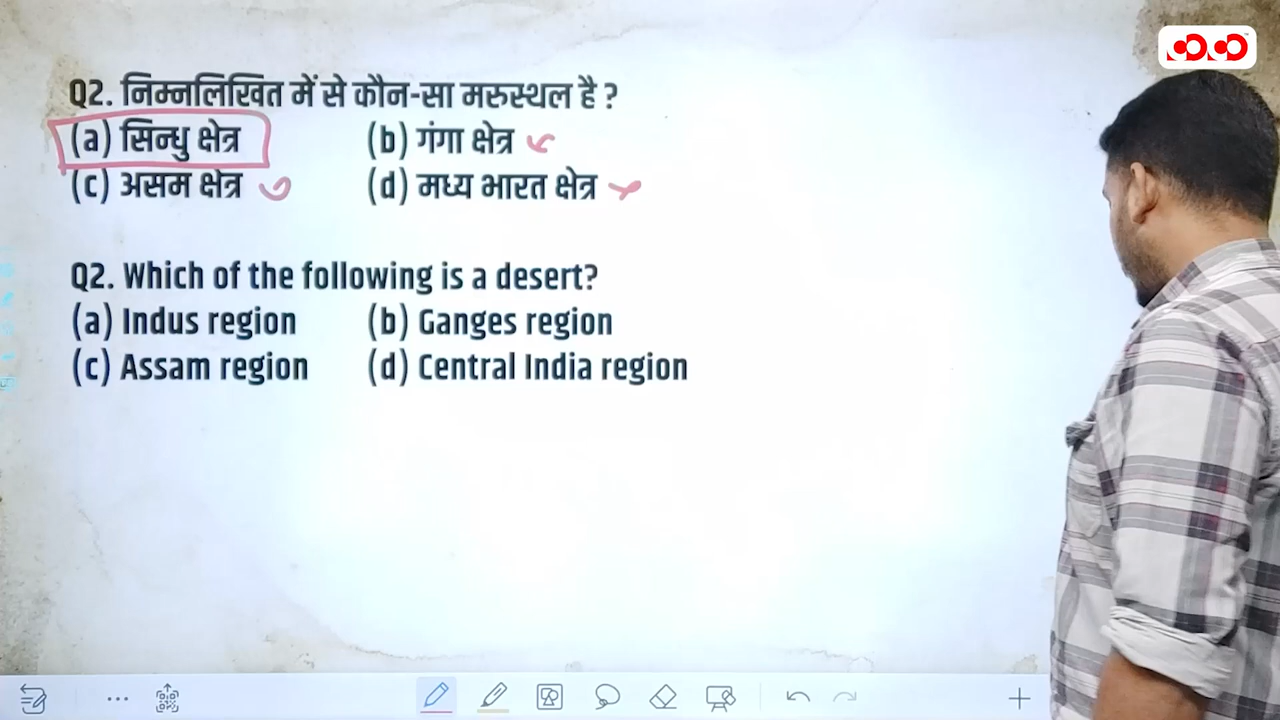 Q2. निम्नलिखित में से कौन-सा मरुस्थल है ?
(a) सिन्धु क्षेत्र (b) गंगा क्षेत्र
(c) असम क्षेत्र (d) मध्य भारत क्षेत्र
Q2. Which of the following is a desert?
(a) Indus region (b) Ganges region
(c) Assam region (d) Central India region